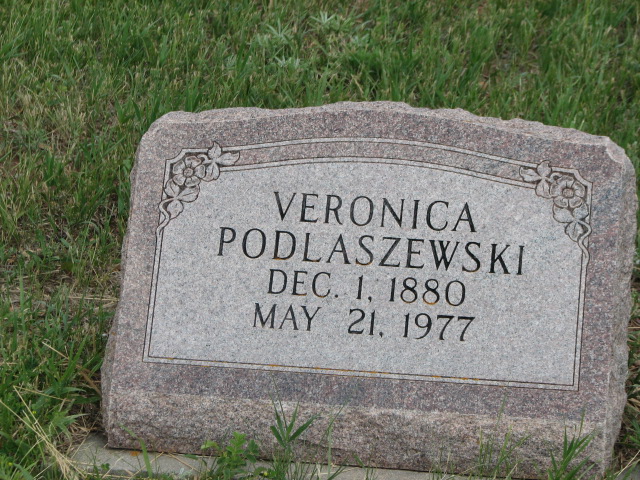 VERONICA
PODLASZEWSKI
DEC. 1, 1880
MAY 21, 1977